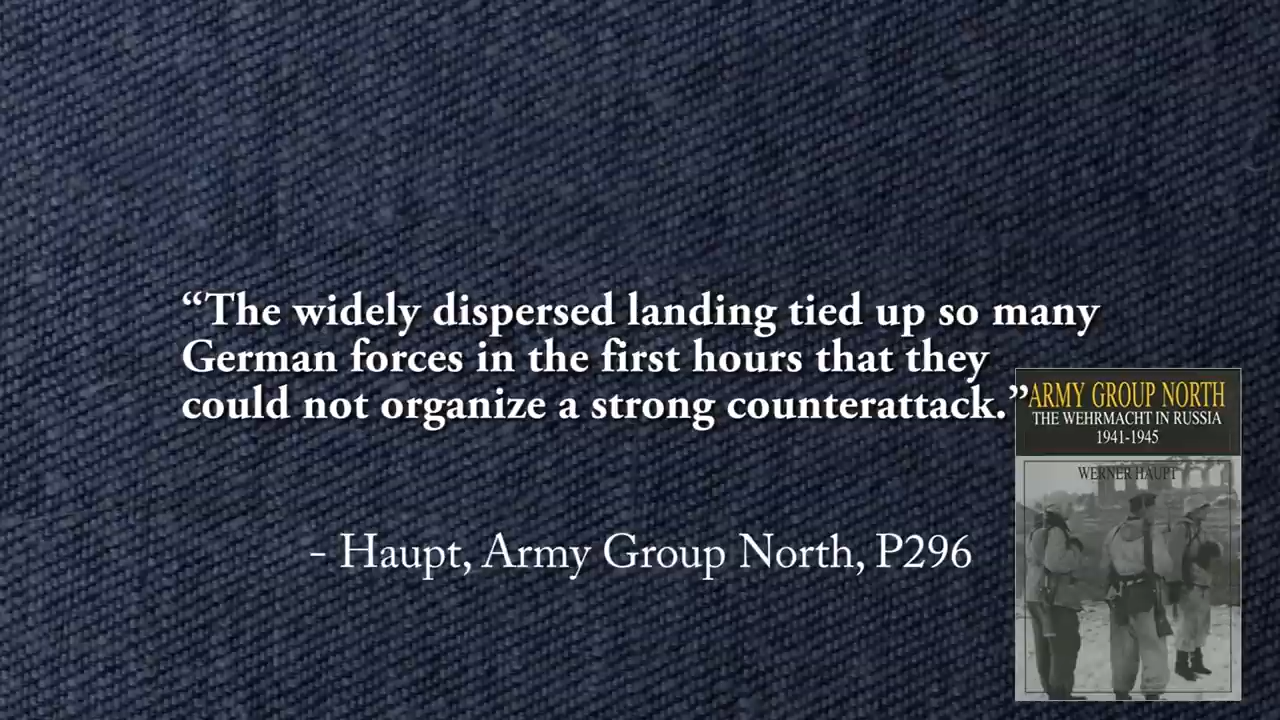 “The widely dispersed landing tied up so many
German forces in the first hours that they
could not organize a strong counterattack.”
- Haupt, Army Group North, P296
ARMY GROUP NORTH
THE WEHRMACHT IN RUSSIA
1941-1945
WERNER HAUPT